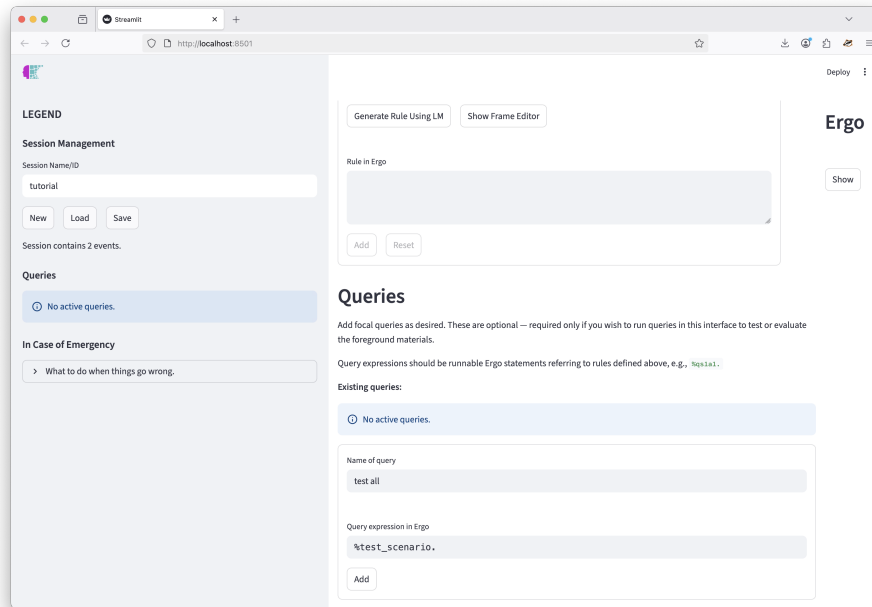 Streamlit
http://localhost:8501
Deploy
LEGEND
Session Management
Session Name/ID
tutorial
New Load Save
Session contains 2 events.
Queries
No active queries.
In Case of Emergency
What to do when things go wrong.
Generate Rule Using LM Show Frame Editor
Rule in Ergo
Add Reset
Queries
Add focal queries as desired. These are optional — required only if you wish to run queries in this interface to test or evaluate
the foreground materials.
Query expressions should be runnable Ergo statements referring to rules defined above, e.g., %qs1a1.
Existing queries:
No active queries.
Name of query
test all
Query expression in Ergo
%test_scenario.
Add
Ergo
Show